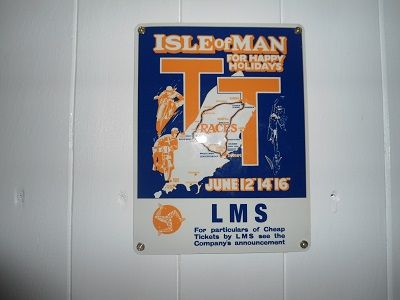 ISLE of MAN
FOR HAPPY
HOLIDAYS
TT
RACES
JUNE 12th 14th 16th
LMS
For particulars of Cheap
Tickets by LMS see the
Company's announcement